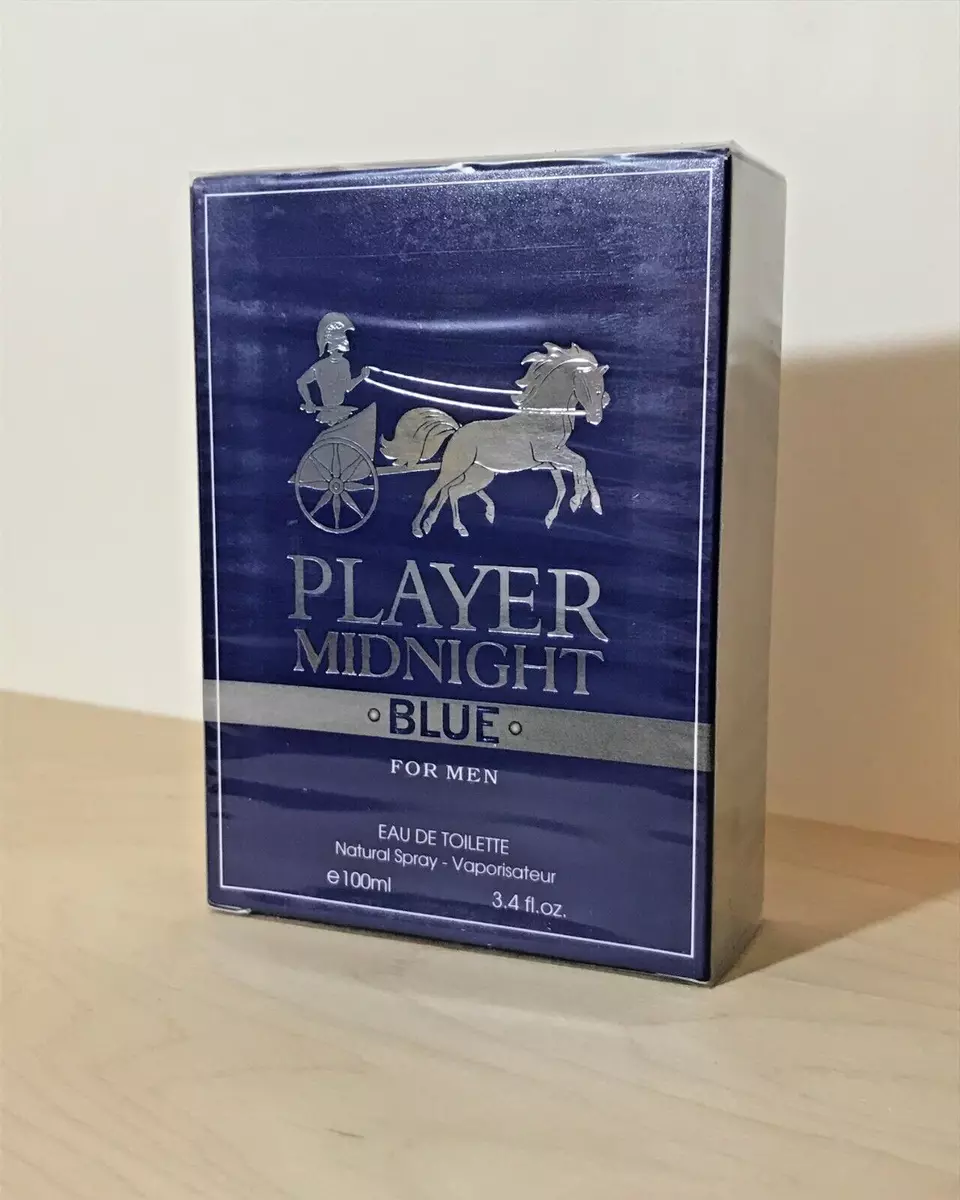 PLAYER
MIDNIGHT
BLUE
FOR MEN
EAU DE TOILETTE
Natural Spray - Vaporisateur
℮100ml 3.4 fl.oz.